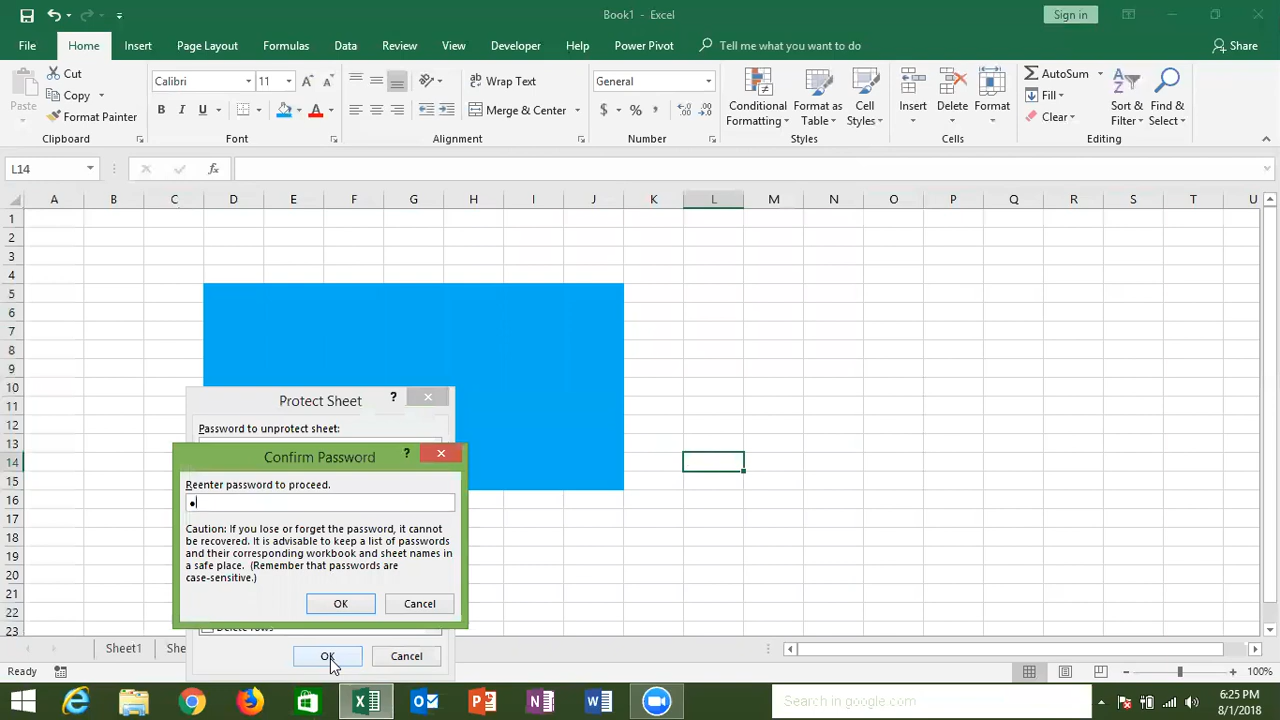 Book1 - Excel
Sign in
File Home Insert Page Layout Formulas Data Review View Developer Help Power Pivot Tell me what you want to do Share
Paste
Cut
Copy
Format Painter
Clipboard
Calibri 11
B I U
Font
Wrap Text
Merge & Center
Alignment
General
$ % ,
Number
Conditional Formatting
Format as Table
Cell Styles
Styles
Insert
Delete
Format
Cells
AutoSum
Fill
Clear
Sort & Filter
Find & Select
Editing
L14
fx
A B C D E F G H I J K L M N O P Q R S T U
1
2
3
4
5
6
7
8
9
10
11
12
13
14
15
16
17
18
19
20
21
22
23
Protect Sheet ?
Password to unprotect sheet:
Confirm Password ?
Reenter password to proceed.
Caution: If you lose or forget the password, it cannot
be recovered. It is advisable to keep a list of passwords
and their corresponding workbook and sheet names in
a safe place. (Remember that passwords are
case-sensitive.)
OK Cancel
Delete rows
OK Cancel
Sheet1 She
Ready
100%
Search in google.com
6:25 PM
8/1/2018